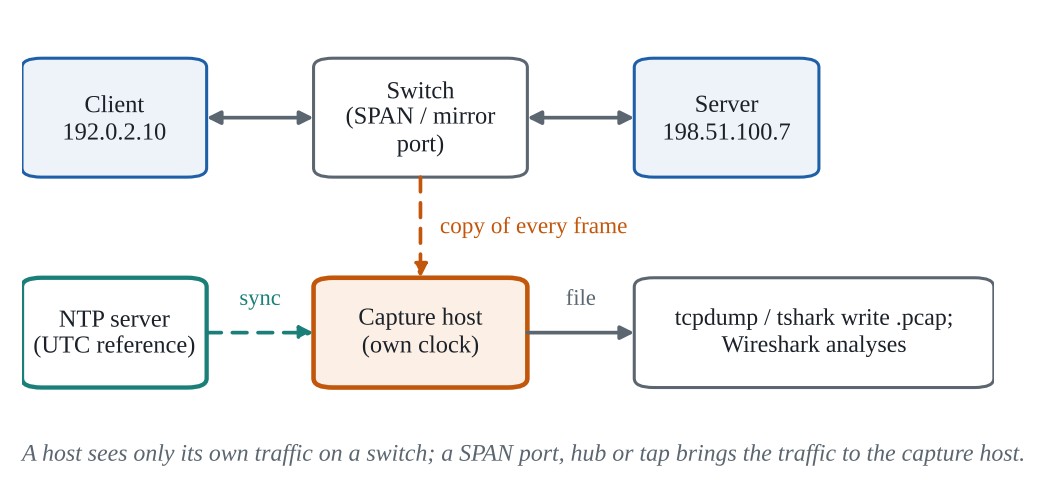 Client
192.0.2.10
Switch
(SPAN / mirror
port)
Server
198.51.100.7
copy of every frame
NTP server
(UTC reference)
sync
Capture host
(own clock)
file
tcpdump / tshark write .pcap;
Wireshark analyses
A host sees only its own traffic on a switch; a SPAN port, hub or tap brings the traffic to the capture host.